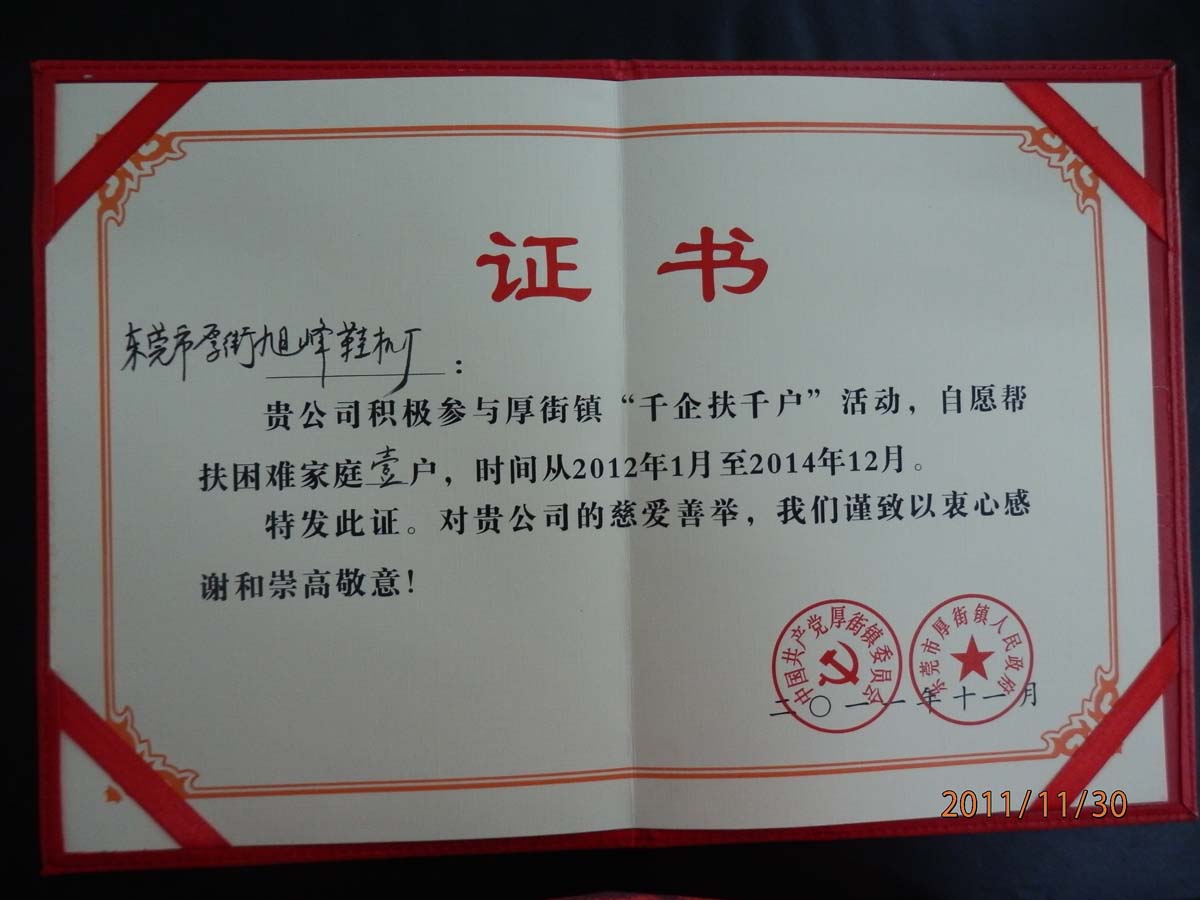 证书
东莞市厚街旭峰鞋机厂：
贵公司积极参与厚街镇“千企扶千户”活动，自愿帮
扶困难家庭壹户，时间从2012年1月至2014年12月。
特发此证。对贵公司的慈爱善举，我们谨致以衷心感
谢和崇高敬意！
中国共产党厚街镇委员会
东莞市厚街镇人民政府
二〇一一年十一月
2011/11/30